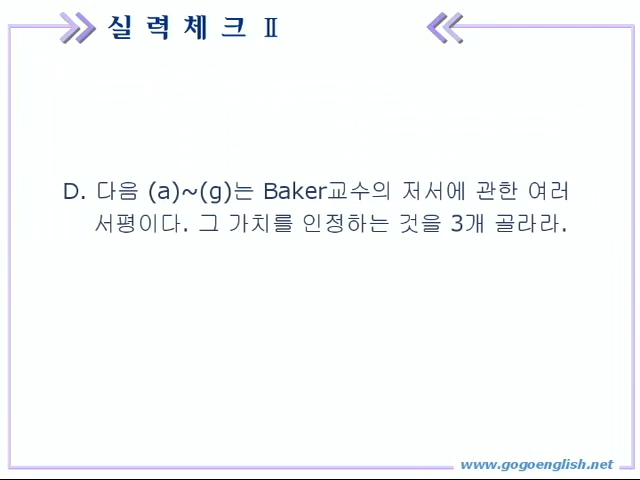 실력체크 Ⅱ
D. 다음 (a)~(g)는 Baker교수의 저서에 관한 여러
서평이다. 그 가치를 인정하는 것을 3개 골라라.
www.gogoenglish.net